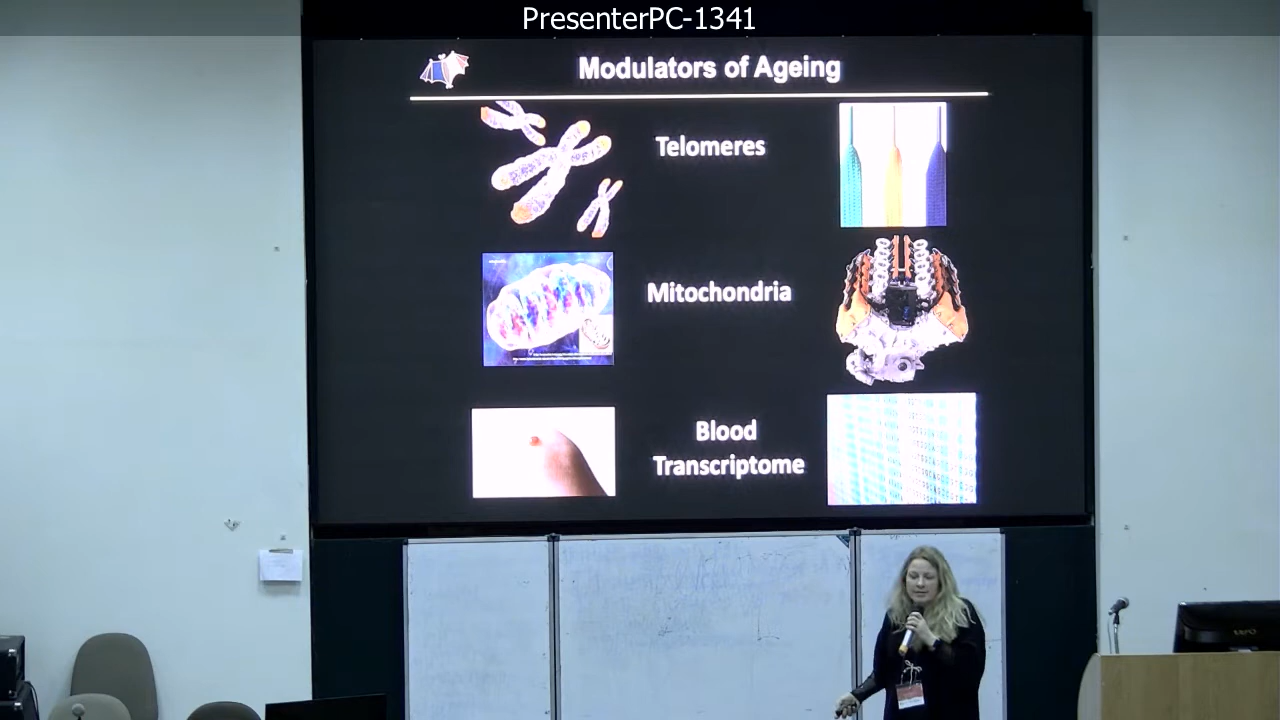 PresenterPC-1341
Modulators of Ageing
Telomeres
Mitochondria
Blood
Transcriptome